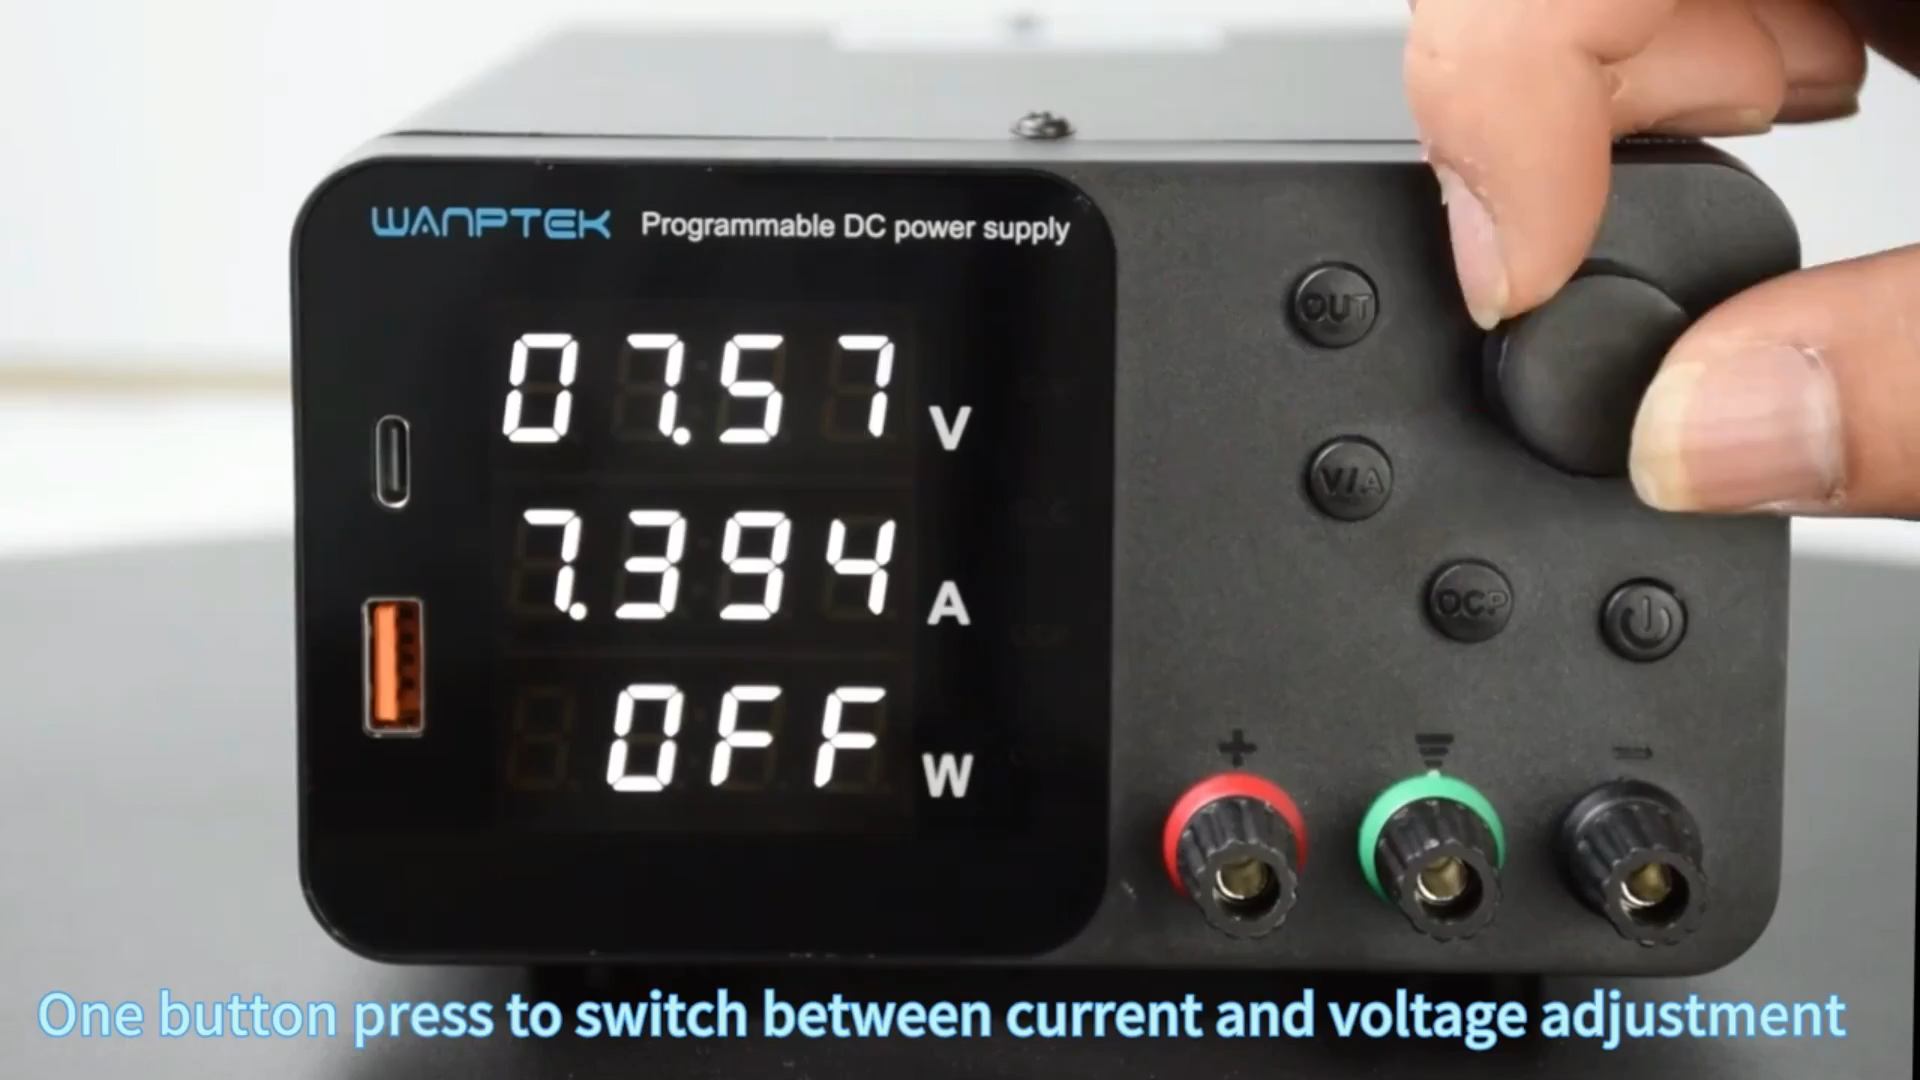 WANPTEK Programmable DC power supply
07.57 V
7.394 A
OFF W
OUT
V/A
OCP
+
-
One button press to switch between current and voltage adjustment